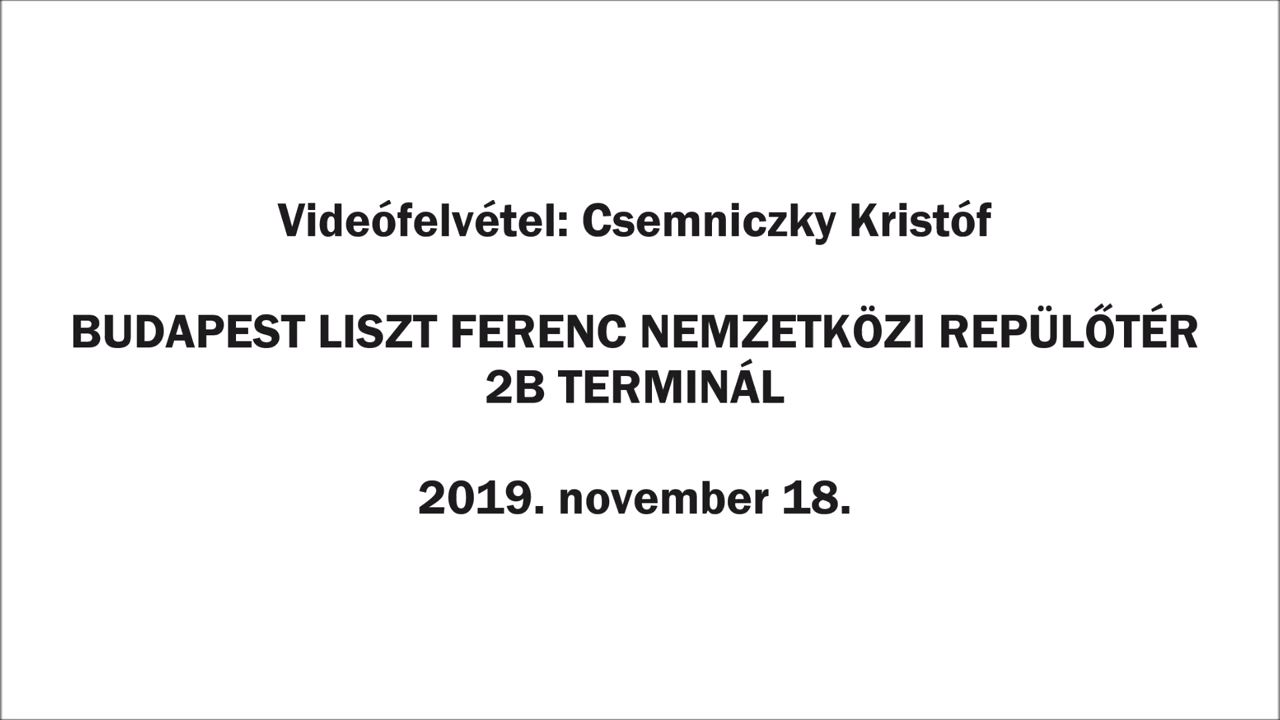 Videófelvétel: Csemniczky Kristóf
BUDAPEST LISZT FERENC NEMZETKÖZI REPÜLŐTÉR
2B TERMINÁL
2019. november 18.